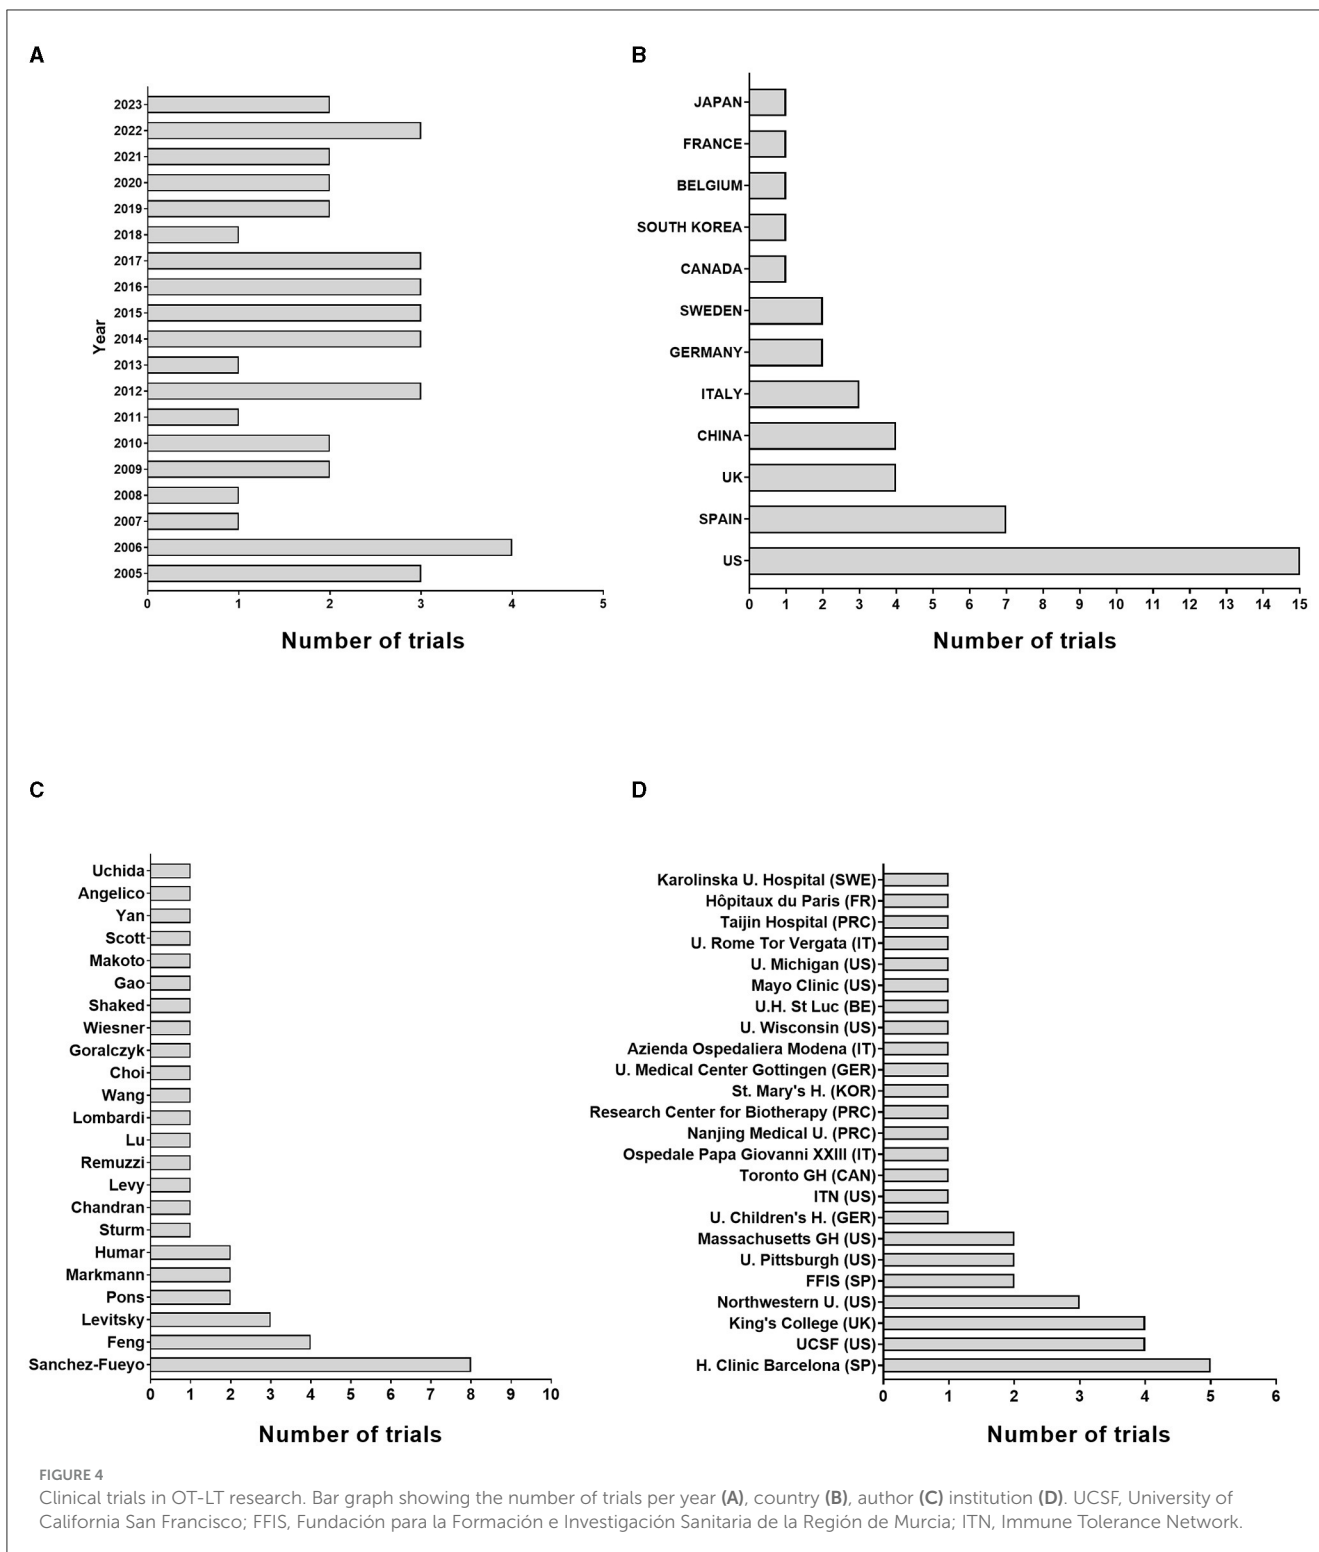 A
2023
2022
2021
2020
2019
2018
2017
2016
2015
2014
2013
2012
2011
2010
2009
2008
2007
2006
2005
Year
0 1 2 3 4 5
Number of trials
B
JAPAN
FRANCE
BELGIUM
SOUTH KOREA
CANADA
SWEDEN
GERMANY
ITALY
CHINA
UK
SPAIN
US
0 1 2 3 4 5 6 7 8 9 10 11 12 13 14 15
Number of trials
C
Uchida
Angelico
Yan
Scott
Makoto
Gao
Shaked
Wiesner
Goralczyk
Choi
Wang
Lombardi
Lu
Remuzzi
Levy
Chandran
Sturm
Humar
Markmann
Pons
Levitsky
Feng
Sanchez-Fueyo
0 1 2 3 4 5 6 7 8 9 10
Number of trials
D
Karolinska U. Hospital (SWE)
Hôpitaux du Paris (FR)
Taijin Hospital (PRC)
U. Rome Tor Vergata (IT)
U. Michigan (US)
Mayo Clinic (US)
U.H. St Luc (BE)
U. Wisconsin (US)
Azienda Ospedaliera Modena (IT)
U. Medical Center Gottingen (GER)
St. Mary's H. (KOR)
Research Center for Biotherapy (PRC)
Nanjing Medical U. (PRC)
Ospedale Papa Giovanni XXIII (IT)
Toronto GH (CAN)
ITN (US)
U. Children's H. (GER)
Massachusetts GH (US)
U. Pittsburgh (US)
FFIS (SP)
Northwestern U. (US)
King's College (UK)
UCSF (US)
H. Clinic Barcelona (SP)
0 1 2 3 4 5 6
Number of trials
FIGURE 4
Clinical trials in OT-LT research. Bar graph showing the number of trials per year (A), country (B), author (C) institution (D). UCSF, University of
California San Francisco; FFIS, Fundación para la Formación e Investigación Sanitaria de la Región de Murcia; ITN, Immune Tolerance Network.